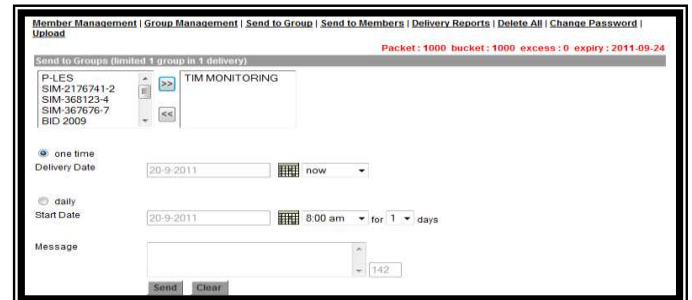 Member Management | Group Management | Send to Group | Send to Members | Delivery Reports | Delete All | Change Password |
Upload
Packet : 1000 bucket : 1000 excess : 0 expiry : 2011-09-24
Send to Groups (limited 1 group in 1 delivery)
P-LES
SIM-2176741-2
SIM-368123-4
SIM-367676-7
BID 2009
>>
<<
TIM MONITORING
one time
Delivery Date 20-9-2011 now
daily
Start Date 20-9-2011 8:00 am for 1 days
Message
142
Send Clear